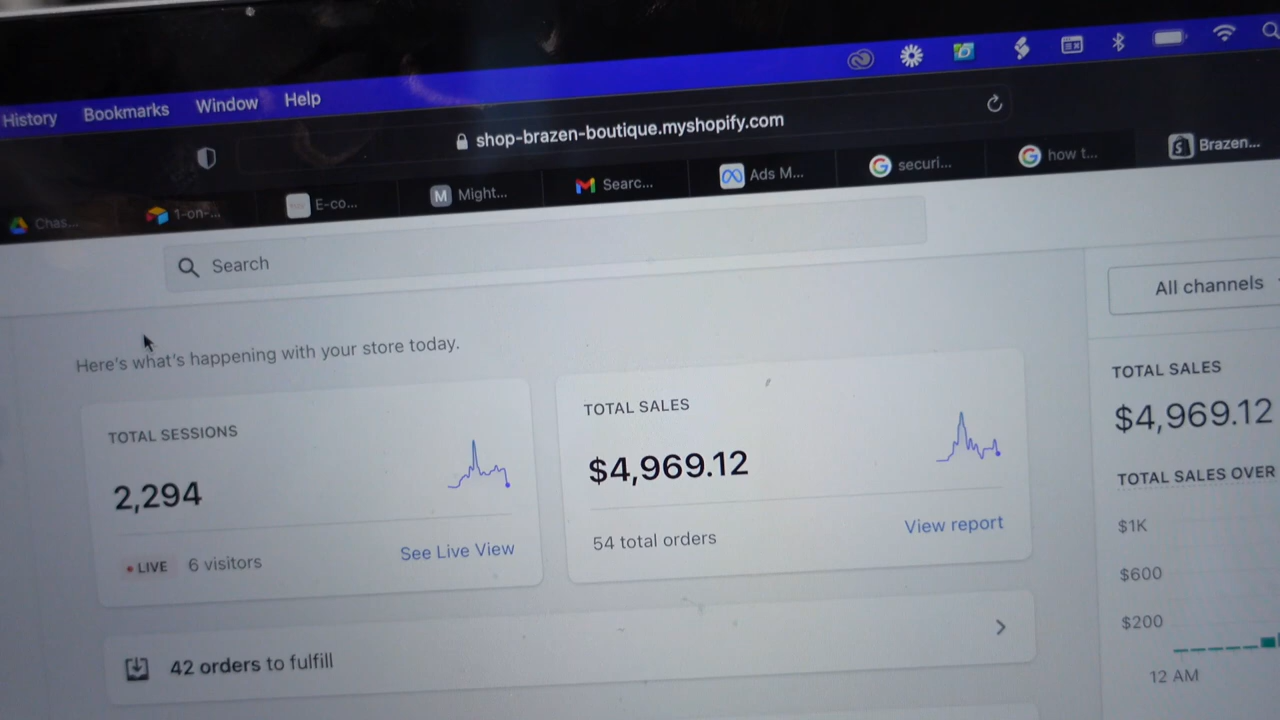 History Bookmarks Window Help
shop-brazen-boutique.myshopify.com
Chas... 1-on-... E-co... Might... Searc... Ads M... securi... how t... Brazen...
Search
All channels
Here's what's happening with your store today.
TOTAL SESSIONS
2,294
LIVE 6 visitors
See Live View
TOTAL SALES
$4,969.12
54 total orders
View report
42 orders to fulfill
TOTAL SALES
$4,969.12
TOTAL SALES OVER
$1K
$600
$200
12 AM